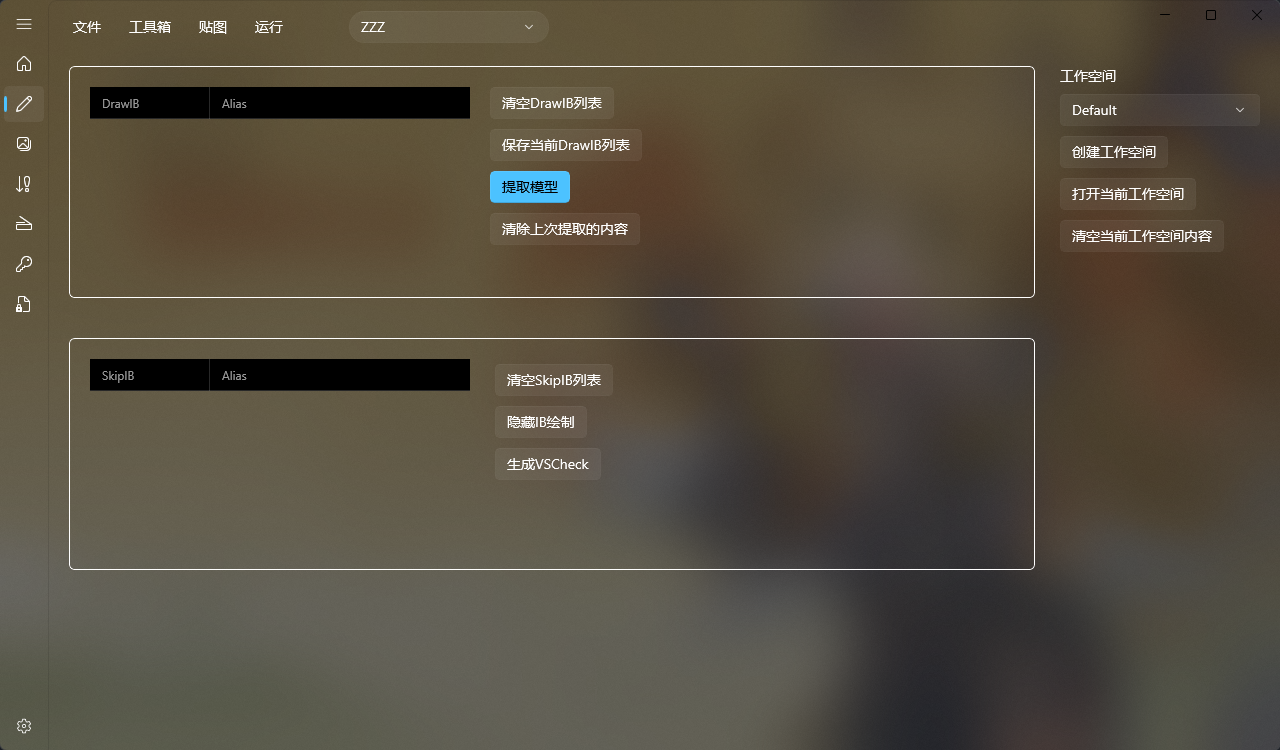 文件 工具箱 贴图 运行 ZZZ
DrawIB Alias
清空DrawIB列表
保存当前DrawIB列表
提取模型
清除上次提取的内容
SkipIB Alias
清空SkipIB列表
隐藏IB绘制
生成VSCheck
工作空间
Default
创建工作空间
打开当前工作空间
清空当前工作空间内容